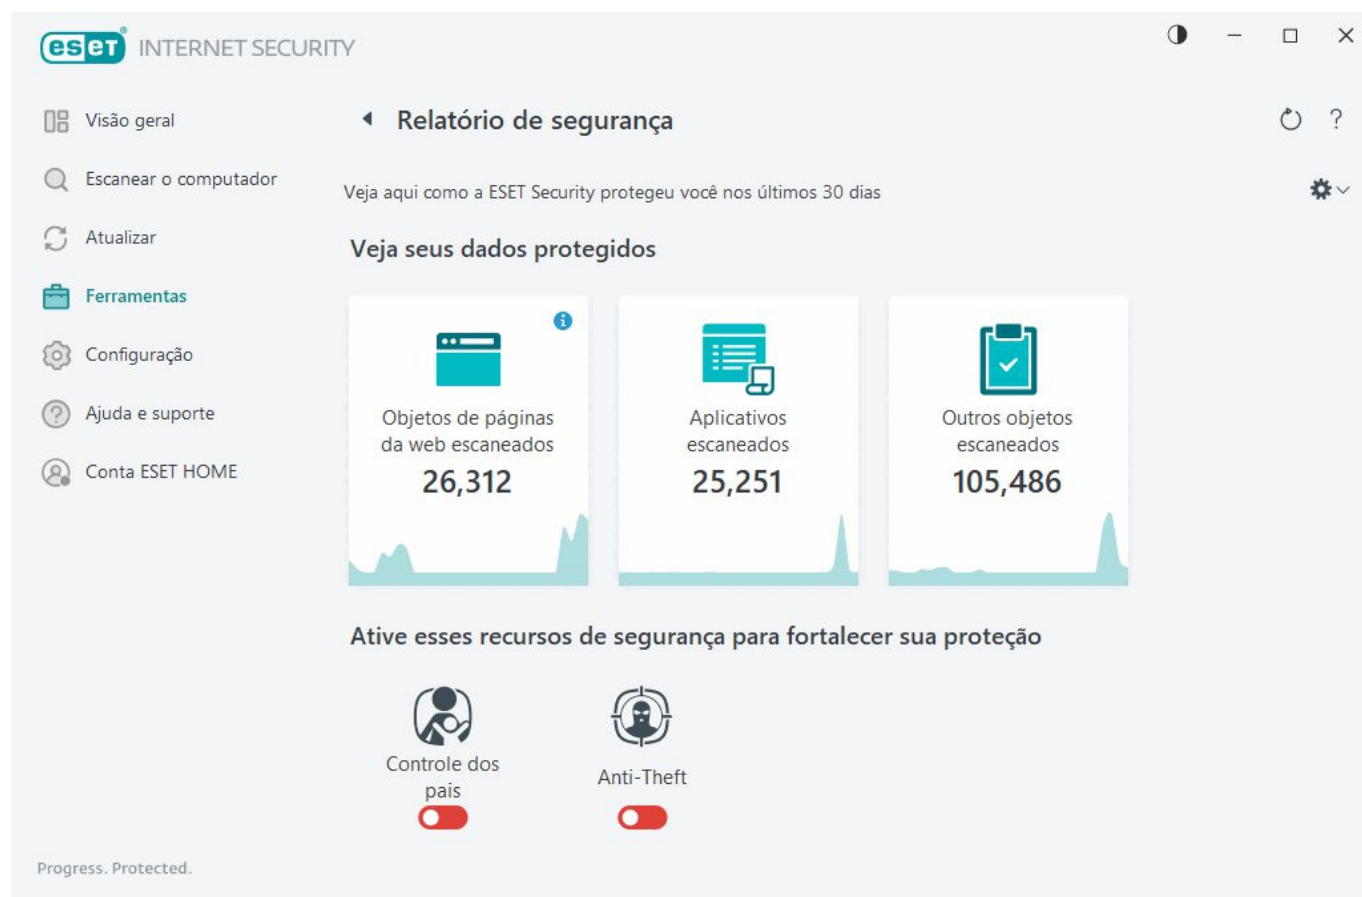 eset® INTERNET SECURITY
Visão geral
Escanear o computador
Atualizar
Ferramentas
Configuração
Ajuda e suporte
Conta ESET HOME
Relatório de segurança
?
Veja aqui como a ESET Security protegeu você nos últimos 30 dias
Veja seus dados protegidos
Objetos de páginas
da web escaneados
26,312
Aplicativos
escaneados
25,251
Outros objetos
escaneados
105,486
Ative esses recursos de segurança para fortalecer sua proteção
Controle dos
pais
Anti-Theft
Progress. Protected.